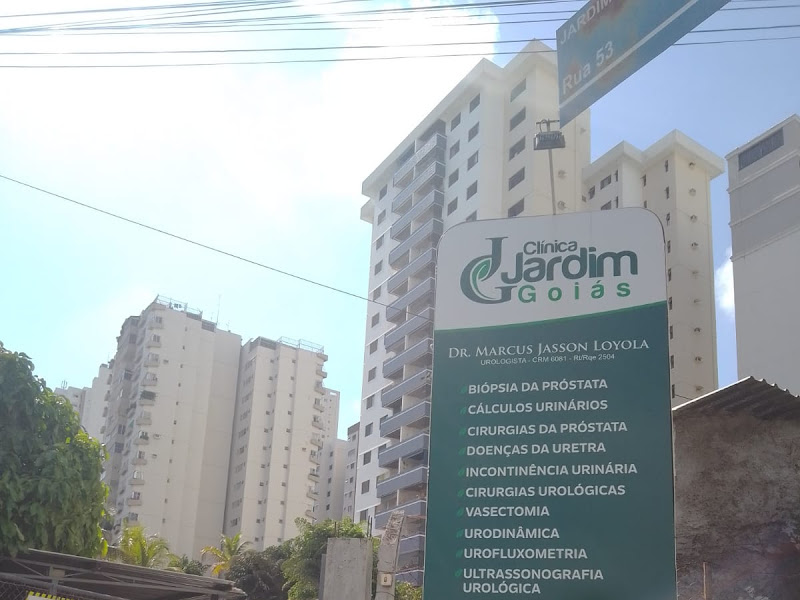 JARDIM
Rua 53
Clínica
Jardim
Goiás
DR. MARCUS JASSON LOYOLA
UROLOGISTA - CRM 6081 - Rt/Rqe 2504
BIÓPSIA DA PRÓSTATA
CÁLCULOS URINÁRIOS
CIRURGIAS DA PRÓSTATA
DOENÇAS DA URETRA
INCONTINÊNCIA URINÁRIA
CIRURGIAS UROLÓGICAS
VASECTOMIA
URODINÂMICA
UROFLUXOMETRIA
ULTRASSONOGRAFIA
UROLÓGICA